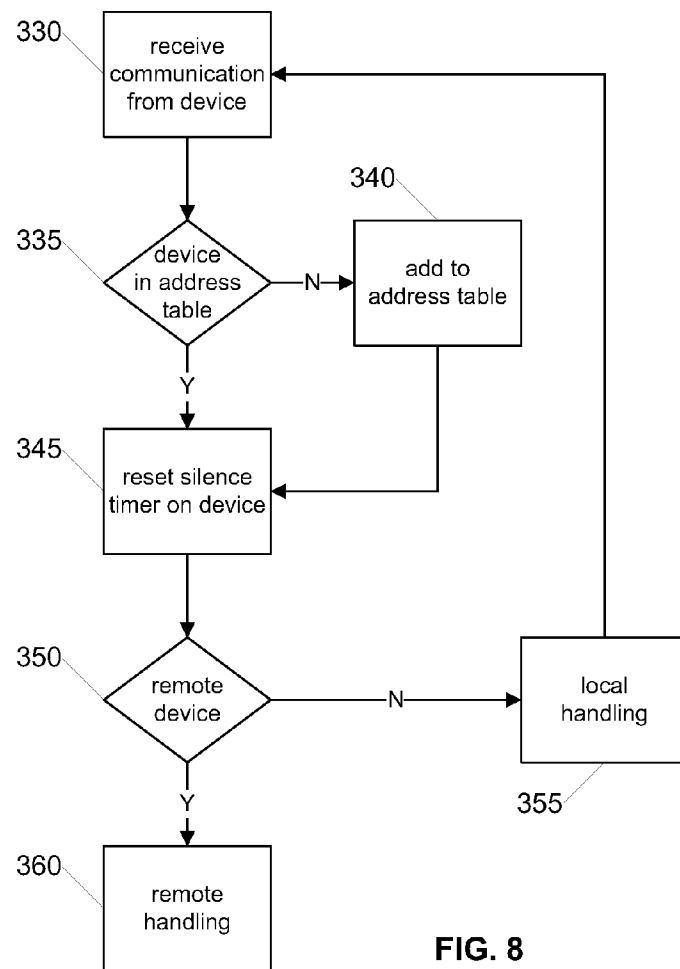 330
receive
communication
from device
340
335
device
in address
table
N
add to
address table
Y
345
reset silence
timer on device
350
remote
device
N
local
handling
Y
355
360
remote
handling
FIG. 8